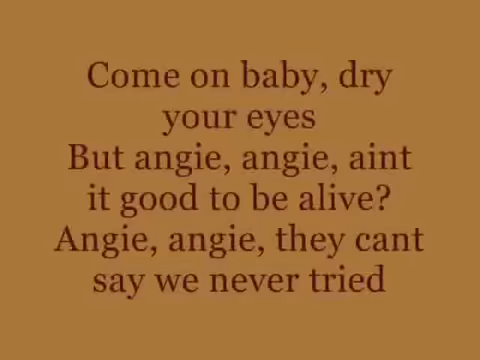 Come on baby, dry
your eyes
But angie, angie, aint
it good to be alive?
Angie, angie, they cant
say we never tried